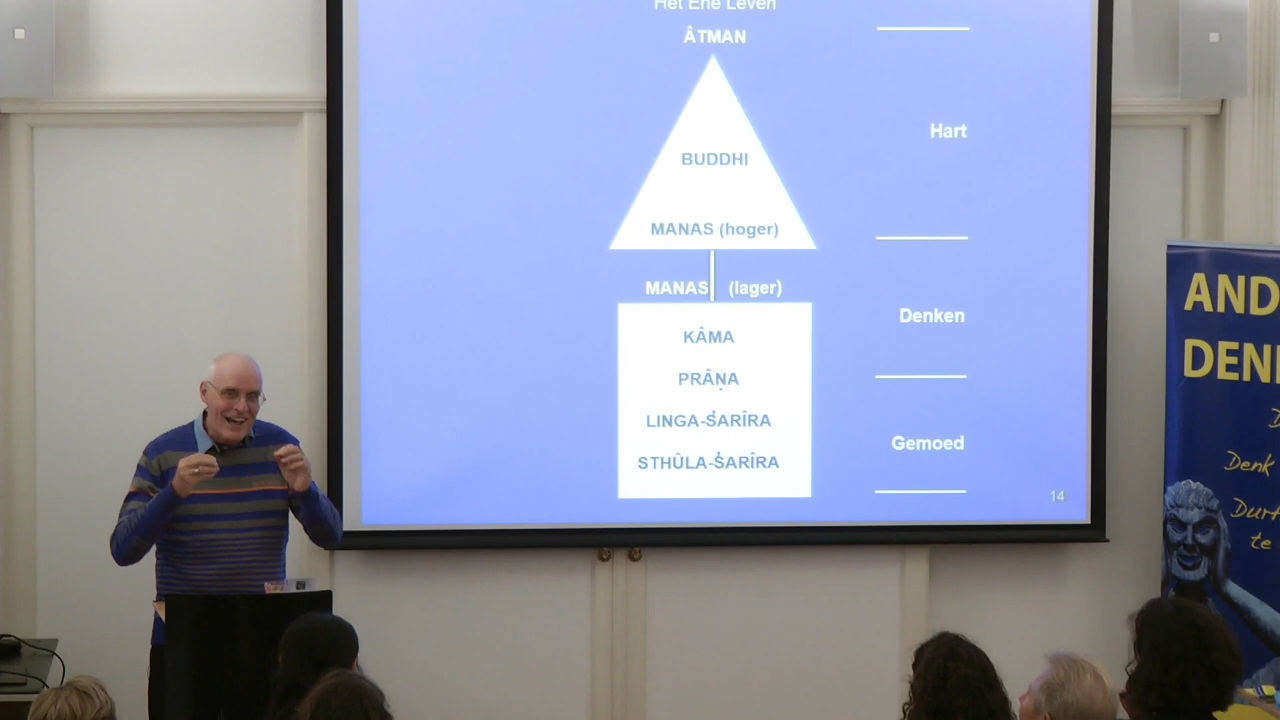 Het Ene Leven
ÂTMAN
Hart
BUDDHI
MANAS (hoger)
MANAS (lager)
Denken
KÂMA
PRÂṆA
LINGA-ŚARÎRA
Gemoed
STHÛLA-ŚARÎRA
14
AND
DEN
Denk
Durf
te